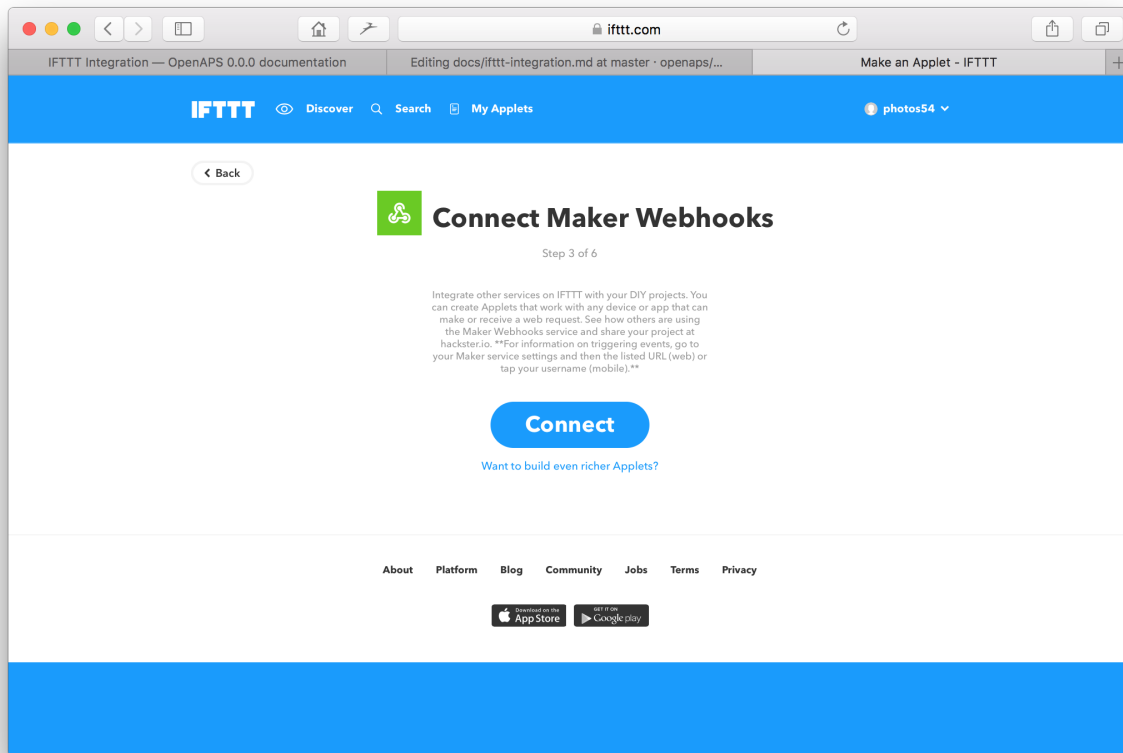 ifttt.com
IFTTT Integration — OpenAPS 0.0.0 documentation
Editing docs/ifttt-integration.md at master · openaps/...
Make an Applet - IFTTT
IFTTT Discover Search My Applets photos54
Back
Connect Maker Webhooks
Step 3 of 6
Integrate other services on IFTTT with your DIY projects. You
can create Applets that work with any device or app that can
make or receive a web request. See how others are using
the Maker Webhooks service and share your project at
hackster.io. **For information on triggering events, go to
your Maker service settings and then the listed URL (web) or
tap your username (mobile).**
Connect
Want to build even richer Applets?
About Platform Blog Community Jobs Terms Privacy
Download on the
App Store
GET IT ON
Google play